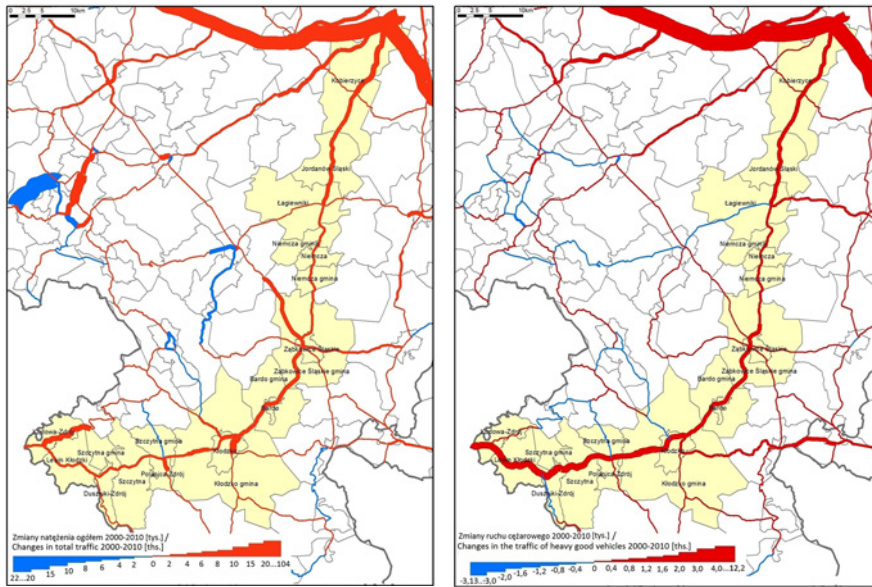 0 2,5 5 10km
Kobierzyce
Jordanów Śląski
Łagiewniki
Niemcza gmina
Niemcza
Niemcza gmina
Ząbkowice Śląskie
Ząbkowice Śląskie gmina
Bardo gmina
Bardo
Szczytna gmina
Kłodzko
Szczytna gmina
Lewin Kłodzki
Polanica-Zdrój
Szczytna
Kłodzko gmina
Duszniki-Zdrój
Zmiany natężenia ogółem 2000-2010 [tys.] /
Changes in total traffic 2000-2010 [ths.]
22...20 15 10 8 6 4 2 0 2 4 6 8 10 15 20...104
0 2,5 5 10km
Kobierzyce
Jordanów Śląski
Łagiewniki
Niemcza gmina
Niemcza
Niemcza gmina
Ząbkowice Śląskie
Ząbkowice Śląskie gmina
Bardo gmina
Bardo
Szczytna gmina
Kłodzko
Szczytna gmina
Lewin Kłodzki
Polanica-Zdrój
Szczytna
Kłodzko gmina
Duszniki-Zdrój
Zmiany ruchu ciężarowego 2000-2010 [tys.] /
Changes in the traffic of heavy good vehicles 2000-2010 [ths.]
-3,13...-3,0 -2,0 -1,6 -1,2 -0,8 -0,4 0 0,4 0,8 1,2 1,6 2,0 3,0 4,0...12,2